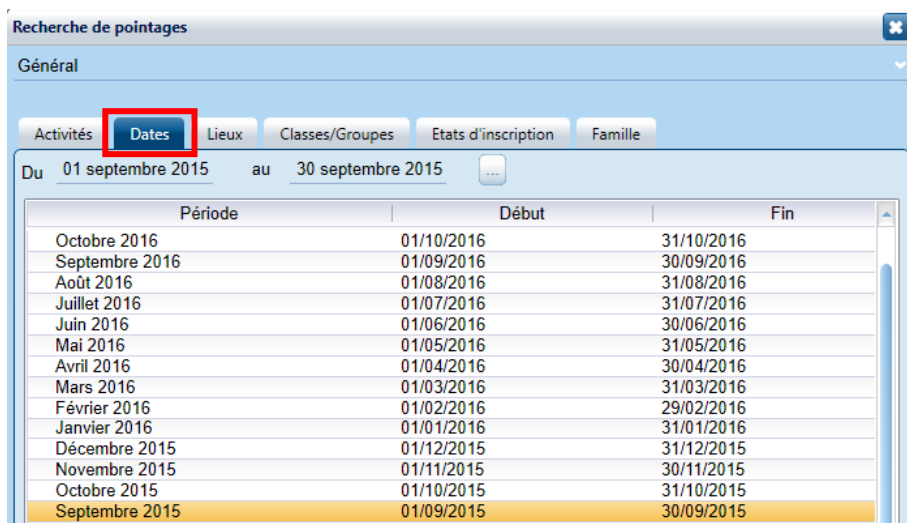 Recherche de pointages
Général
Activités Dates Lieux Classes/Groupes Etats d'inscription Famille
Du 01 septembre 2015 au 30 septembre 2015 ...
Période Début Fin
Octobre 2016 01/10/2016 31/10/2016
Septembre 2016 01/09/2016 30/09/2016
Août 2016 01/08/2016 31/08/2016
Juillet 2016 01/07/2016 31/07/2016
Juin 2016 01/06/2016 30/06/2016
Mai 2016 01/05/2016 31/05/2016
Avril 2016 01/04/2016 30/04/2016
Mars 2016 01/03/2016 31/03/2016
Février 2016 01/02/2016 29/02/2016
Janvier 2016 01/01/2016 31/01/2016
Décembre 2015 01/12/2015 31/12/2015
Novembre 2015 01/11/2015 30/11/2015
Octobre 2015 01/10/2015 31/10/2015
Septembre 2015 01/09/2015 30/09/2015